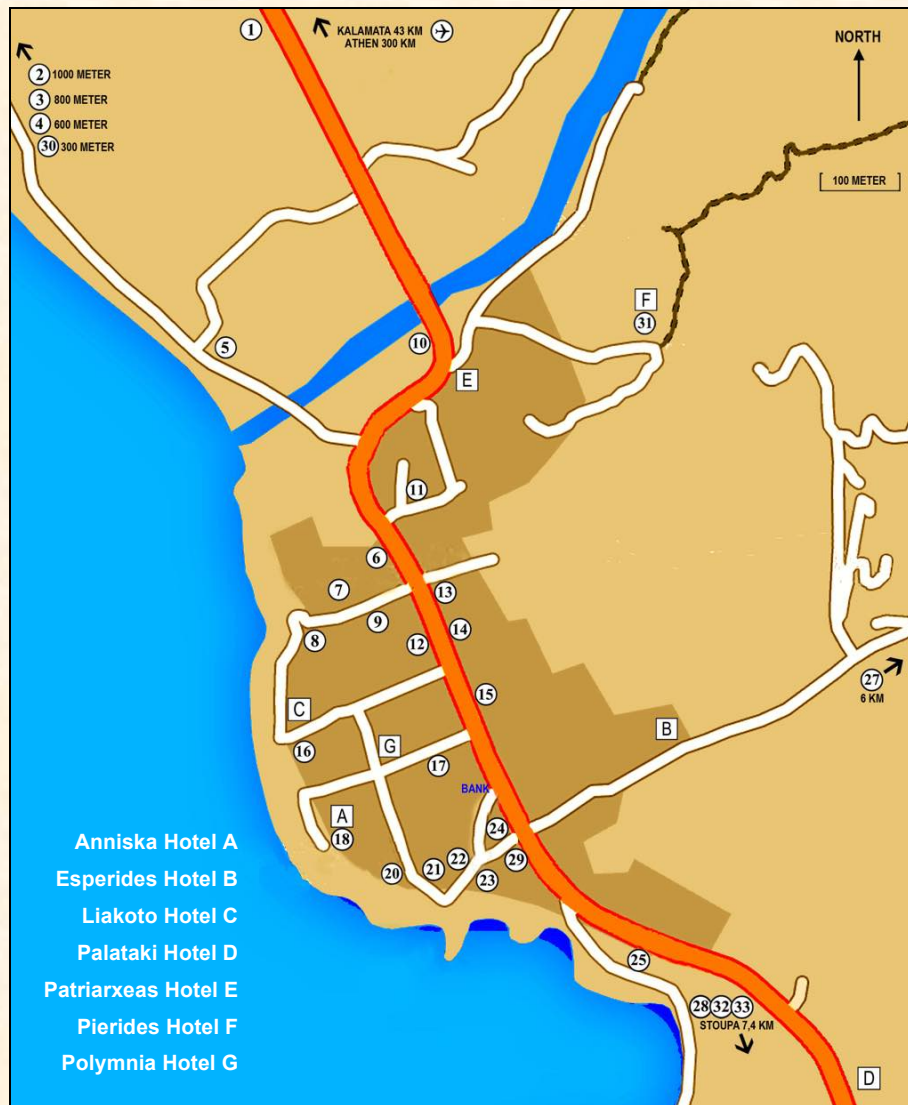 1
KALAMATA 43 KM
ATHEN 300 KM
NORTH
2 1000 METER
3 800 METER
4 600 METER
30 300 METER
[ 100 METER ]
F
31
5
10
E
11
6
7
13
8
9
12
14
27
6 KM
C
15
16
G
B
17
BANK
A
18
24
22
29
20
21
23
25
28 32 33
STOUPA 7,4 KM
D
Anniska Hotel A
Esperides Hotel B
Liakoto Hotel C
Palataki Hotel D
Patriarxeas Hotel E
Pierides Hotel F
Polymnia Hotel G